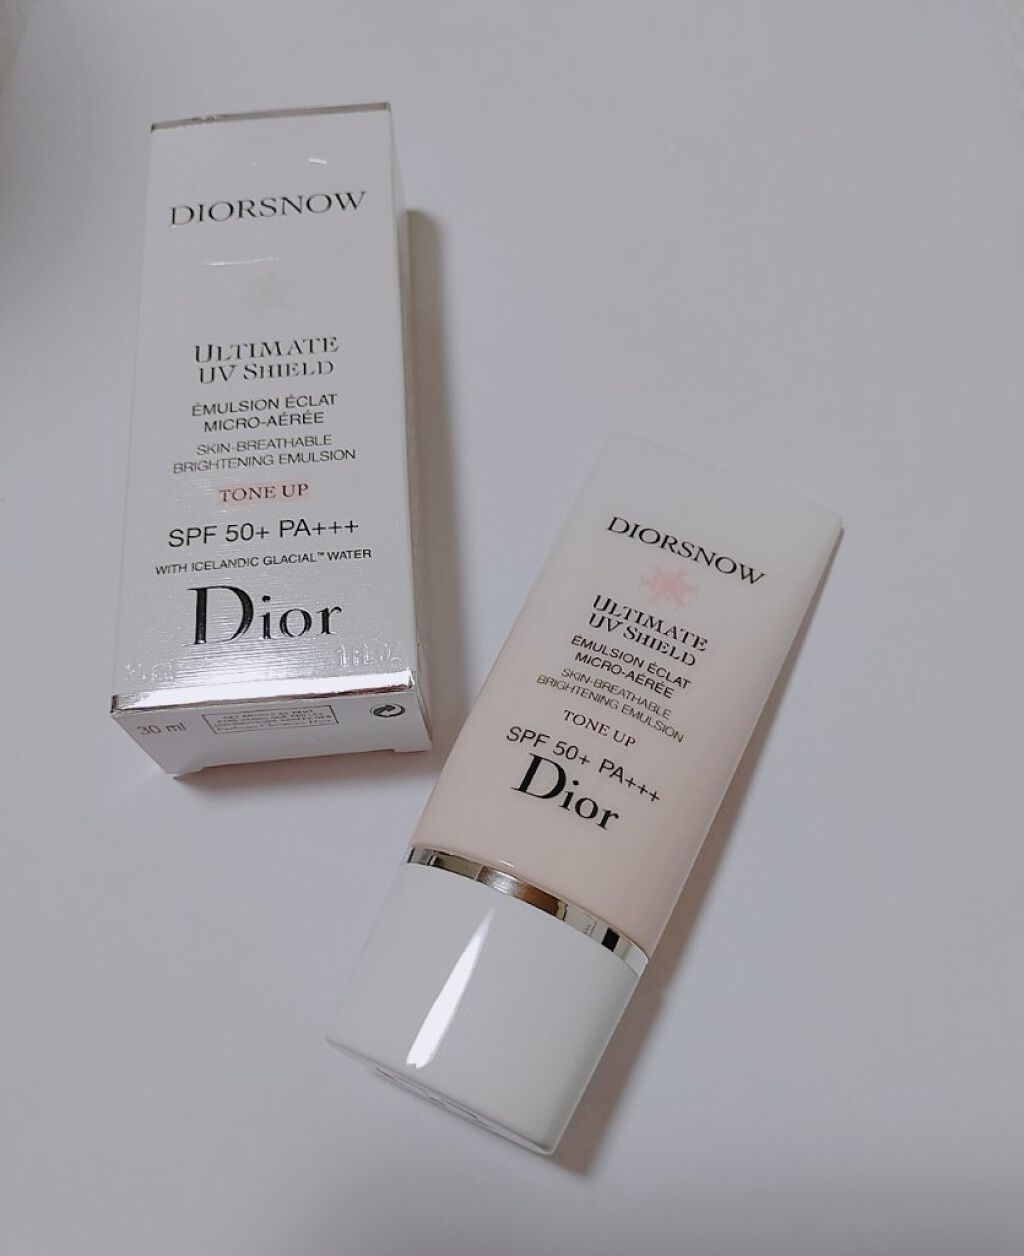 DIORSNOW
ULTIMATE
UV SHIELD
ÉMULSION ÉCLAT
MICRO-AÉRÉE
SKIN-BREATHABLE
BRIGHTENING EMULSION
TONE UP
SPF 50+ PA+++
WITH ICELANDIC GLACIAL™ WATER
Dior
30 ml
DIORSNOW
ULTIMATE
UV SHIELD
ÉMULSION ÉCLAT
MICRO-AÉRÉE
SKIN-BREATHABLE
BRIGHTENING EMULSION
TONE UP
SPF 50+ PA+++
Dior